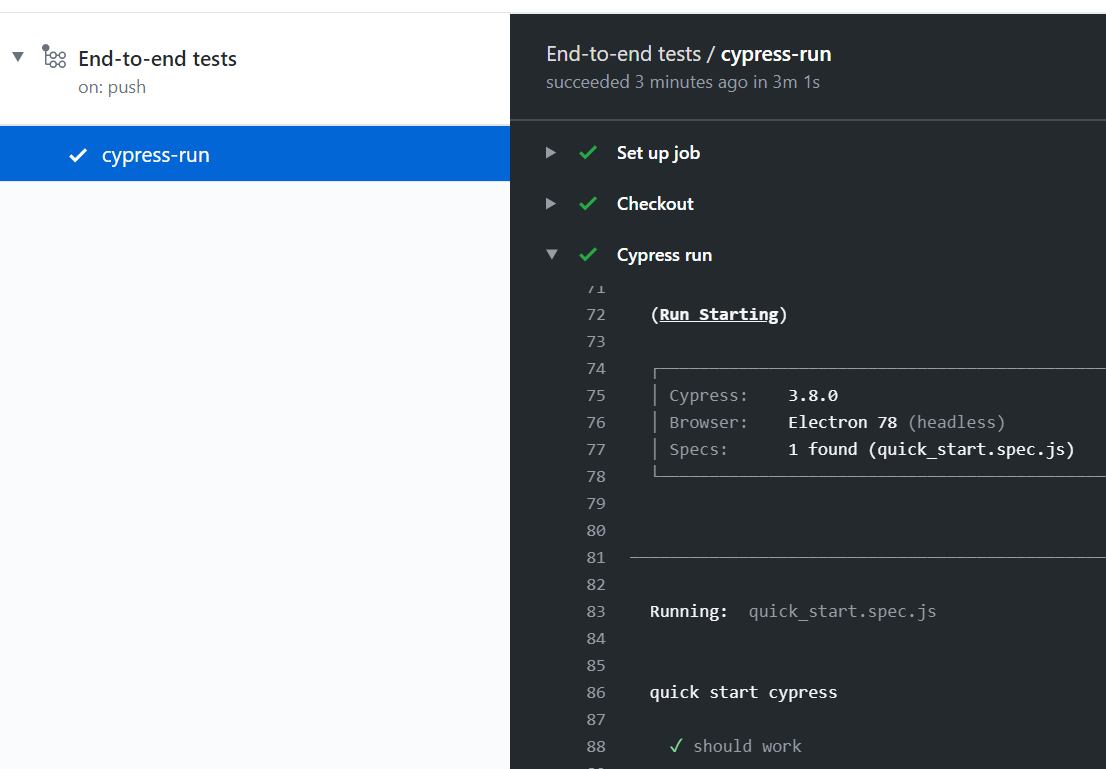 End-to-end tests
on: push
cypress-run
End-to-end tests / cypress-run
succeeded 3 minutes ago in 3m 1s
Set up job
Checkout
Cypress run
71
72 (Run Starting)
73
74
75 Cypress: 3.8.0
76 Browser: Electron 78 (headless)
77 Specs: 1 found (quick_start.spec.js)
78
79
80
81
82
83 Running: quick_start.spec.js
84
85
86 quick start cypress
87
88 ✓ should work